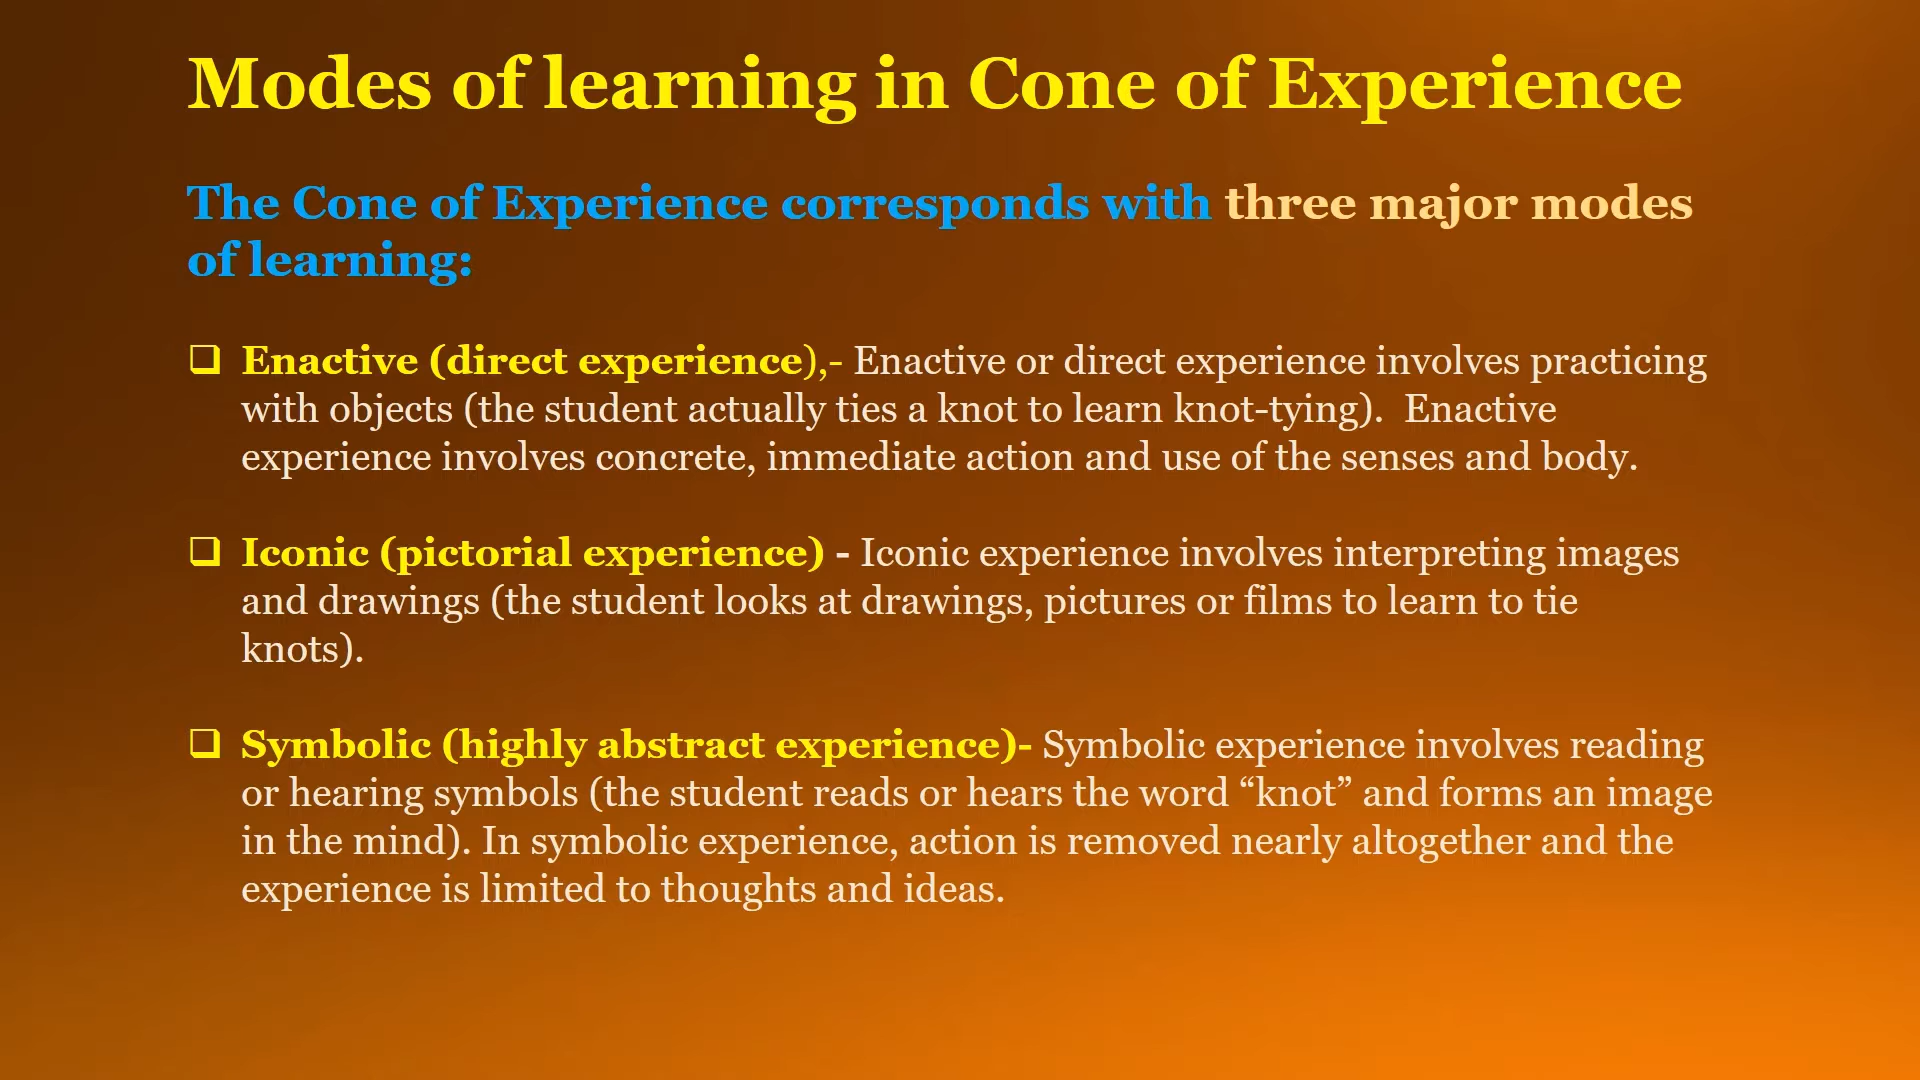 Modes of learning in Cone of Experience
The Cone of Experience corresponds with three major modes
of learning:
❑ Enactive (direct experience),- Enactive or direct experience involves practicing
with objects (the student actually ties a knot to learn knot-tying).  Enactive
experience involves concrete, immediate action and use of the senses and body.
❑ Iconic (pictorial experience) - Iconic experience involves interpreting images
and drawings (the student looks at drawings, pictures or films to learn to tie
knots).
❑ Symbolic (highly abstract experience)- Symbolic experience involves reading
or hearing symbols (the student reads or hears the word “knot” and forms an image
in the mind). In symbolic experience, action is removed nearly altogether and the
experience is limited to thoughts and ideas.